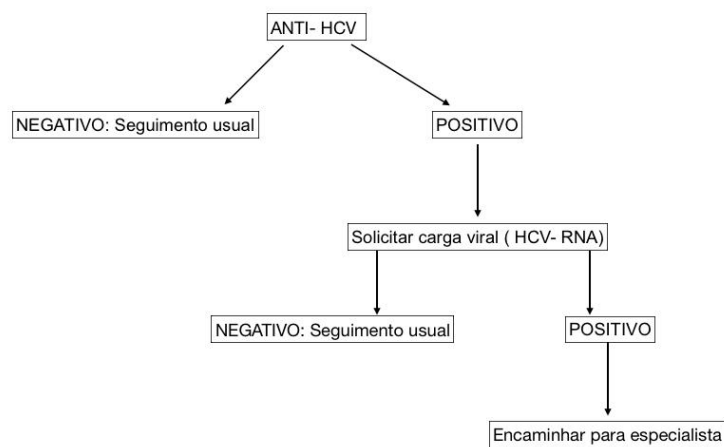 ANTI- HCV
NEGATIVO: Seguimento usual
POSITIVO
Solicitar carga viral ( HCV- RNA)
NEGATIVO: Seguimento usual
POSITIVO
Encaminhar para especialista